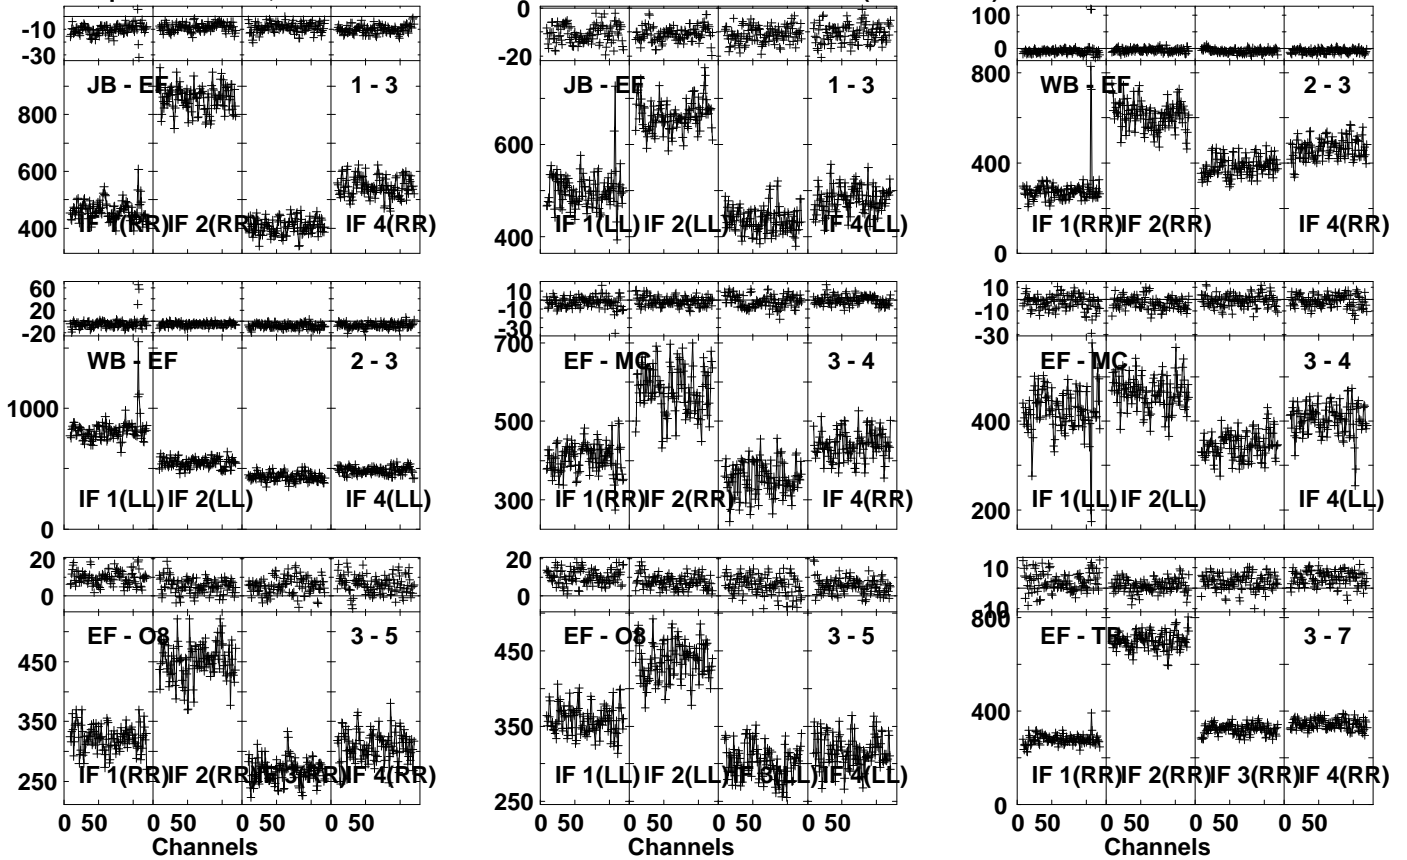 0 100
-10 -10 0
-30 -20
JB - EF 1 - 3 JB - EF 1 - 3 800 WB - EF 2 - 3
800
600
600 400
400
400
IF 1(RR) IF 2(RR) IF 4(RR) IF 1(LL) IF 2(LL) IF 4(LL) IF 1(RR) IF 2(RR) IF 4(RR)
0
60 10 10
20 -10 -10
-20 -30 -30
WB - EF 2 - 3 700 EF - MC 3 - 4 EF - MC 3 - 4
1000 500 400
IF 1(LL) IF 2(LL) IF 4(LL) 300 IF 1(RR) IF 2(RR) IF 4(RR) 200 IF 1(LL) IF 2(LL) IF 4(LL)
0
20 20 10
0 0 10
800
EF - O8 3 - 5 EF - O8 3 - 5 EF - TB 3 - 7
450 450
350 350 400
250 IF 1(RR) IF 2(RR) IF 3(RR) IF 4(RR) 250 IF 1(LL) IF 2(LL) IF 3(LL) IF 4(LL) IF 1(RR) IF 2(RR) IF 3(RR) IF 4(RR)
0
0 50 0 50 0 50 0 50 0 50 0 50 0 50 0 50 0 50 0 50 0 50 0 50
Channels Channels Channels